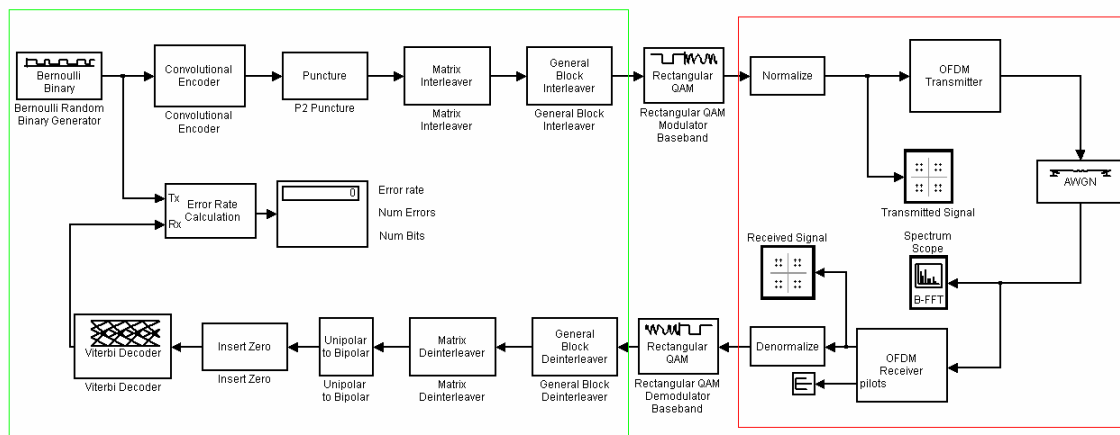 Bernoulli
Binary
Bernoulli Random
Binary Generator
Convolutional
Encoder
Convolutional
Encoder
Puncture
P2 Puncture
Matrix
Interleaver
Matrix
Interleaver
General
Block
Interleaver
General Block
Interleaver
Rectangular
QAM
Rectangular QAM
Modulator
Baseband
Normalize
OFDM
Transmitter
AWGN
Transmitted Signal
Tx
Rx
Error Rate
Calculation
0
Error rate
Num Errors
Num Bits
Received Signal
Spectrum
Scope
B-FFT
Viterbi Decoder
Viterbi Decoder
Insert Zero
Insert Zero
Unipolar
to Bipolar
Unipolar
to Bipolar
Matrix
Deinterleaver
Matrix
Deinterleaver
General
Block
Deinterleaver
General Block
Deinterleaver
Rectangular
QAM
Rectangular QAM
Demodulator
Baseband
Denormalize
OFDM
Receiver
pilots